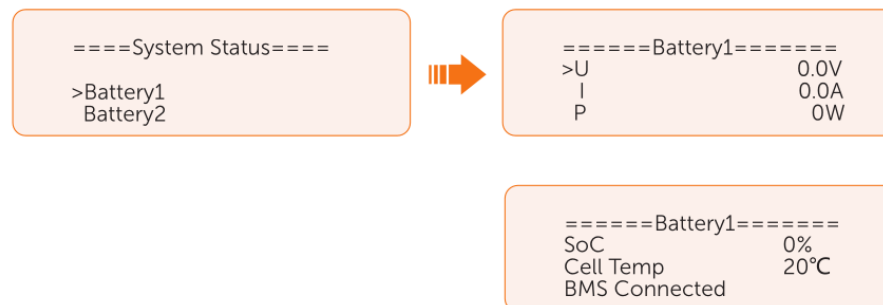 ====System Status====
>Battery1
Battery2
======Battery1=======
>U 0.0V
I 0.0A
P 0W
======Battery1=======
SoC 0%
Cell Temp 20℃
BMS Connected